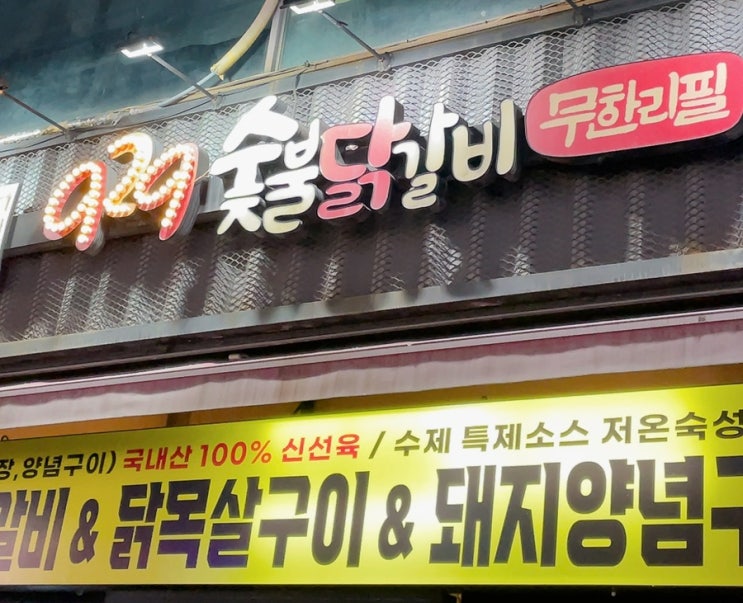 929 숯불닭갈비 무한리필
장,양념구이) 국내산 100% 신선육 / 수제 특제소스 저온숙성
갈비 & 닭목살구이 & 돼지양념구